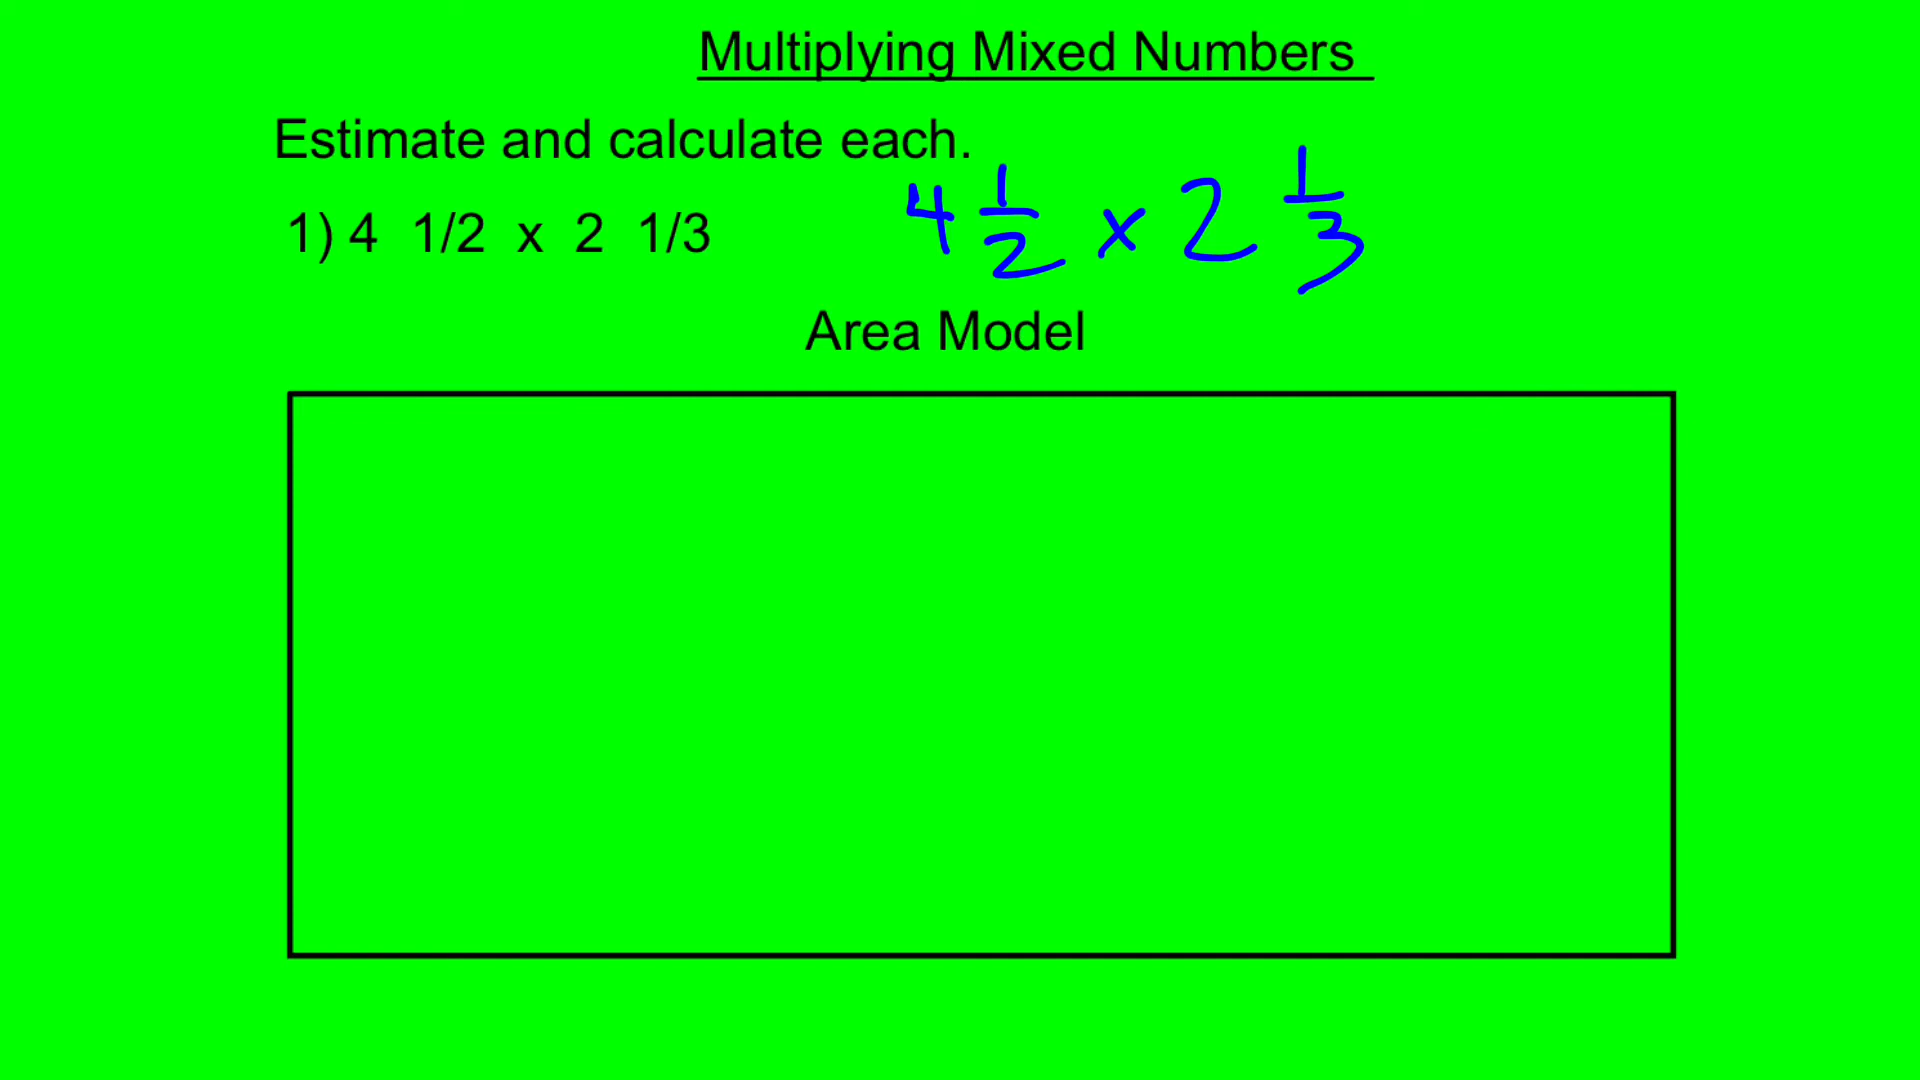 Multiplying Mixed Numbers
Estimate and calculate each.
1) 4 1/2 x 2 1/3
4 1/2 x 2 1/3
Area Model